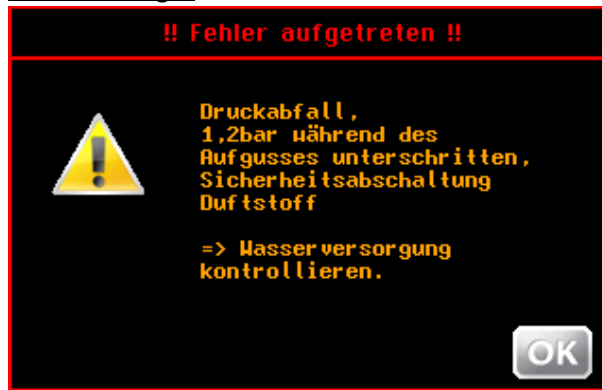 !! Fehler aufgetreten !!
Druckabfall,
1,2bar während des
Aufgusses unterschritten,
Sicherheitsabschaltung
Duftstoff
=> Wasserversorgung
kontrollieren.
OK